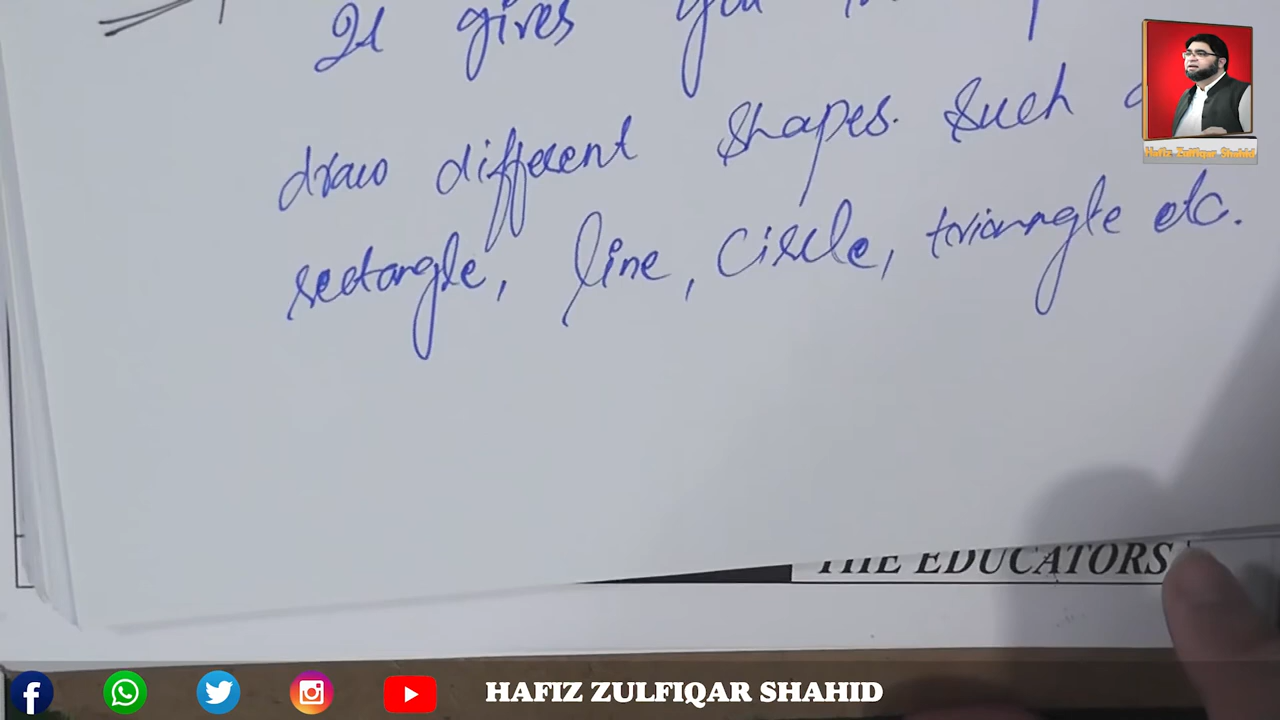 It gives you
draw different shapes. Such
rectangle, line, circle, triangle etc.
THE EDUCATORS
Hafiz Zulfiqar Shahid
HAFIZ ZULFIQAR SHAHID